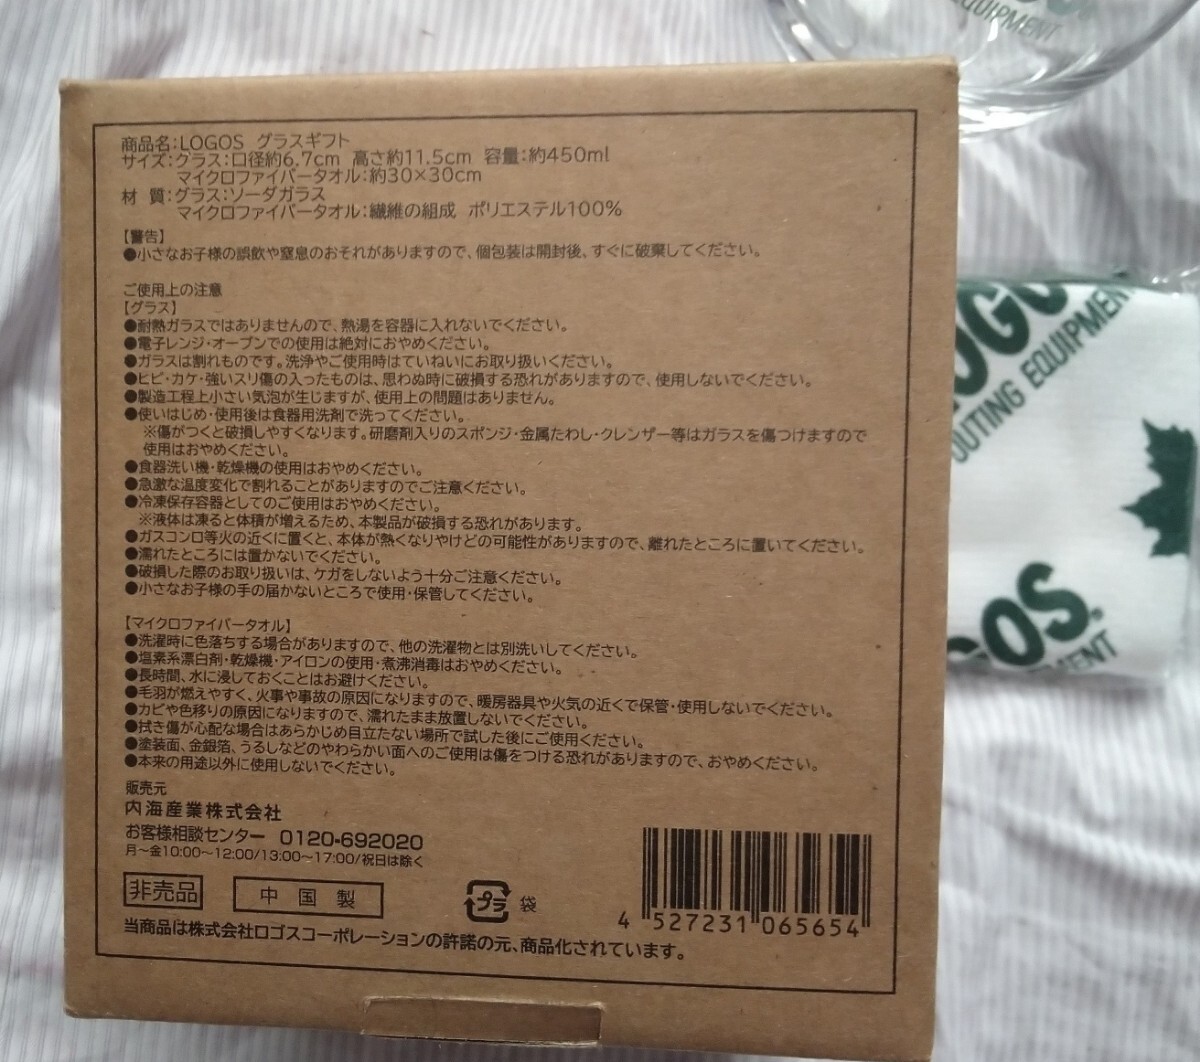 商品名:LOGOS グラスギフト
サイズ:グラス:口径約6.7cm 高さ約11.5cm 容量:約450ml
マイクロファイバータオル:約30×30cm
材 質:グラス:ソーダガラス
マイクロファイバータオル:繊維の組成 ポリエステル100%
【警告】
●小さなお子様の誤飲や窒息のおそれがありますので、個包装は開封後、すぐに破棄してください。
ご使用上の注意
【グラス】
●耐熱ガラスではありませんので、熱湯を容器に入れないでください。
●電子レンジ・オーブンでの使用は絶対におやめください。
●ガラスは割れものです。洗浄やご使用時はていねいにお取り扱いください。
●ヒビ・カケ・強いスリ傷の入ったものは、思わぬ時に破損する恐れがありますので、使用しないでください。
●製造工程上小さい気泡が生じますが、使用上の問題はありません。
●使いはじめ・使用後は食器用洗剤で洗ってください。
※傷がつくと破損しやすくなります。研磨剤入りのスポンジ・金属たわし・クレンザー等はガラスを傷つけますので
使用はおやめください。
●食器洗い機・乾燥機の使用はおやめください。
●急激な温度変化で割れることがありますのでご注意ください。
●冷凍保存容器としてのご使用はおやめください。
※液体は凍ると体積が増えるため、本製品が破損する恐れがあります。
●ガスコンロ等火の近くに置くと、本体が熱くなりやけどの可能性がありますので、離れたところに置いてください。
●濡れたところには置かないでください。
●破損した際のお取り扱いは、ケガをしないよう十分ご注意ください。
●小さなお子様の手の届かないところで使用・保管してください。
【マイクロファイバータオル】
●洗濯時に色落ちする場合がありますので、他の洗濯物とは別洗いしてください。
●塩素系漂白剤・乾燥機・アイロンの使用・煮沸消毒はおやめください。
●長時間、水に浸しておくことはお避けください。
●毛羽が燃えやすく、火事や事故の原因になりますので、暖房器具や火気の近くで保管・使用しないでください。
●カビや色移りの原因になりますので、濡れたまま放置しないでください。
●拭き傷が心配な場合はあらかじめ目立たない場所で試した後にご使用ください。
●塗装面、金銀箔、うるしなどのやわらかい面へのご使用は傷をつける恐れがありますので、おやめください。
●本来の用途以外に使用しないでください。
販売元
内海産業株式会社
お客様相談センター 0120-692020
月〜金10:00〜12:00/13:00〜17:00/祝日は除く
非売品 中国製 プラ 袋
4 527231 065654
当商品は株式会社ロゴスコーポレーションの許諾の元、商品化されています。
EQUIPMENT
OGO
OUTING EQUIPMEN
GOS.
MENT